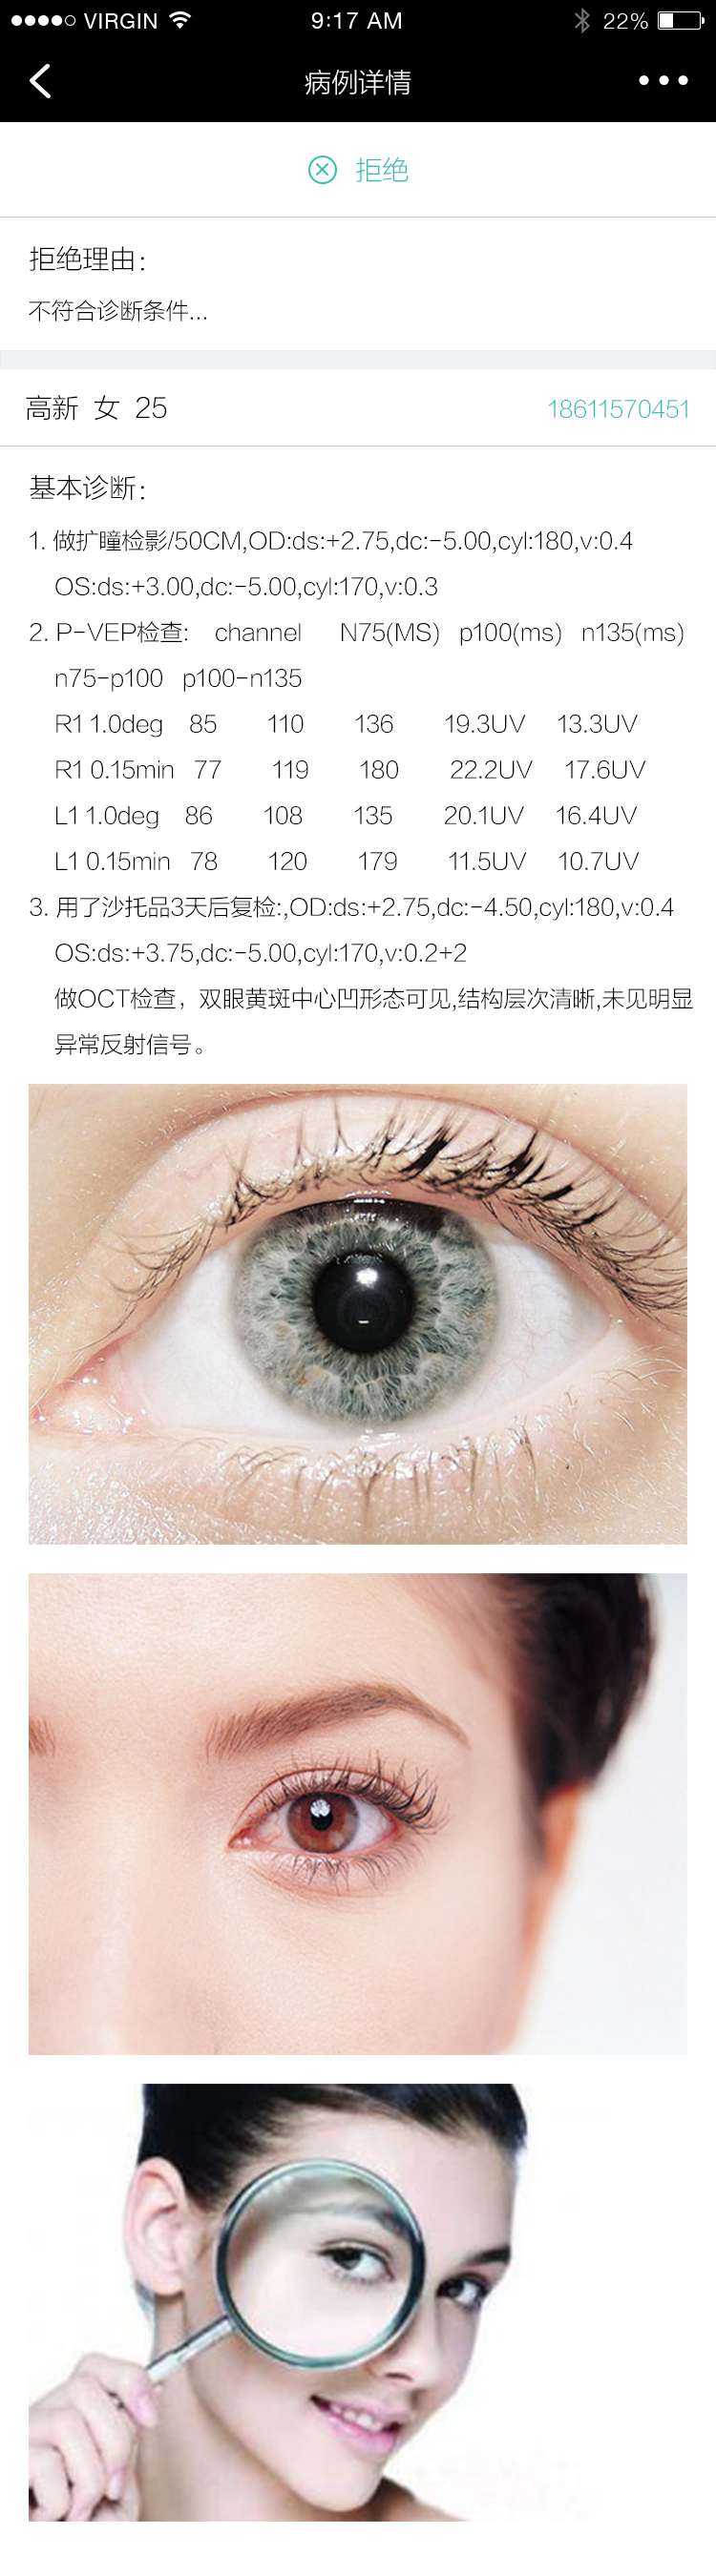 VIRGIN 9:17 AM 22%
病例详情
拒绝
拒绝理由:
不符合诊断条件...
高新 女 25 18611570451
基本诊断:
1. 做扩瞳检影/50CM,OD:ds:+2.75,dc:-5.00,cyl:180,v:0.4
OS:ds:+3.00,dc:-5.00,cyl:170,v:0.3
2. P-VEP检查: channel N75(MS) p100(ms) n135(ms)
n75-p100 p100-n135
R1 1.0deg 85 110 136 19.3UV 13.3UV
R1 0.15min 77 119 180 22.2UV 17.6UV
L1 1.0deg 86 108 135 20.1UV 16.4UV
L1 0.15min 78 120 179 11.5UV 10.7UV
3. 用了沙托品3天后复检:,OD:ds:+2.75,dc:-4.50,cyl:180,v:0.4
OS:ds:+3.75,dc:-5.00,cyl:170,v:0.2+2
做OCT检查，双眼黄斑中心凹形态可见,结构层次清晰,未见明显
异常反射信号。